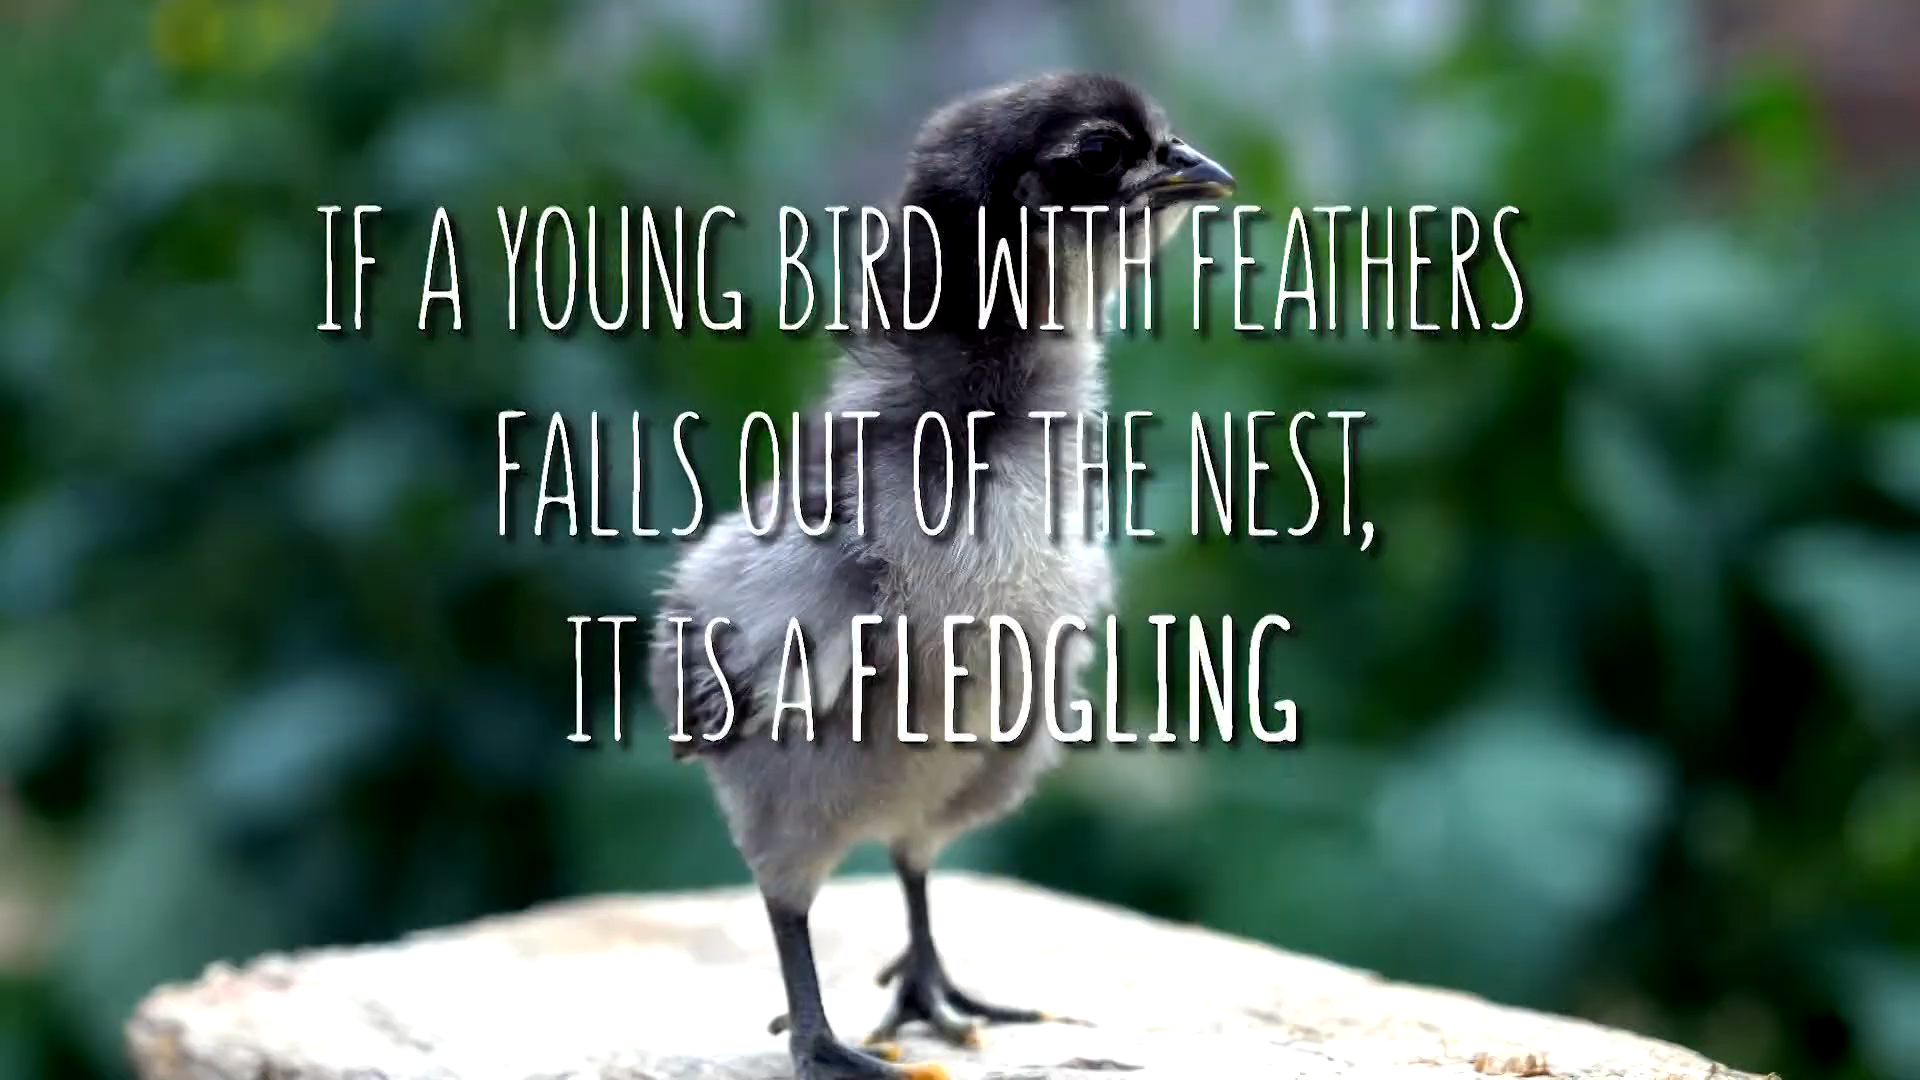 IF A YOUNG BIRD WITH FEATHERS
FALLS OUT OF THE NEST,
IT IS A FLEDGLING